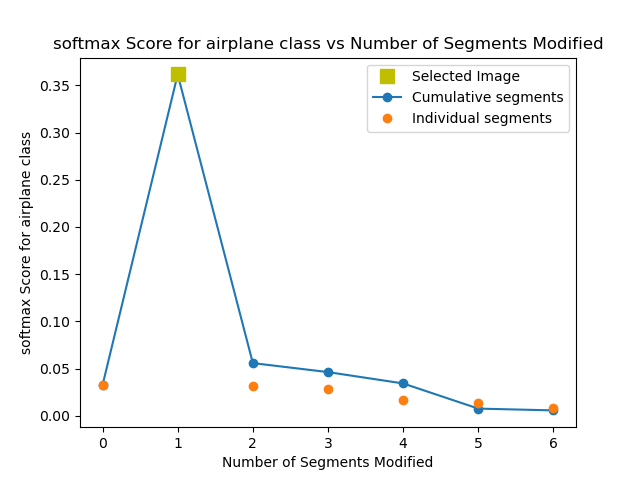 softmax Score for airplane class vs Number of Segments Modified
Selected Image
Cumulative segments
Individual segments
softmax Score for airplane class
0.35
0.30
0.25
0.20
0.15
0.10
0.05
0.00
0 1 2 3 4 5 6
Number of Segments Modified